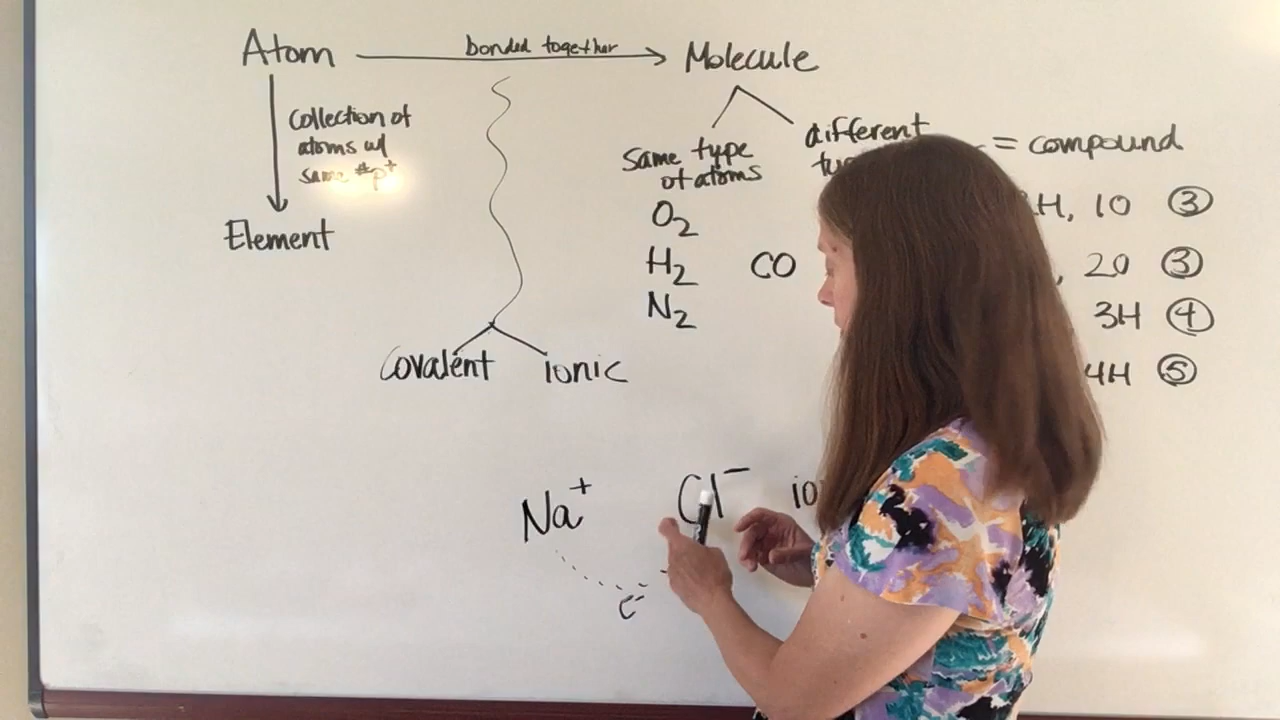 Atom bonded together Molecule
collection of
atoms w/
same #p⁺
Element
same type
of atoms
different
= compound
O₂
H₂
N₂
CO
H, 1O ③
, 2O ③
3H ④
4H ⑤
covalent ionic
Na⁺ Cl⁻
e⁻